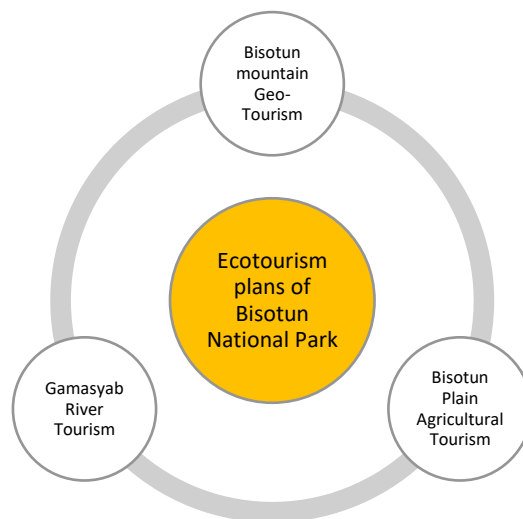 Bisotun
mountain
Geo-
Tourism
Ecotourism
plans of
Bisotun
National Park
Gamasyab
River
Tourism
Bisotun
Plain
Agricultural
Tourism